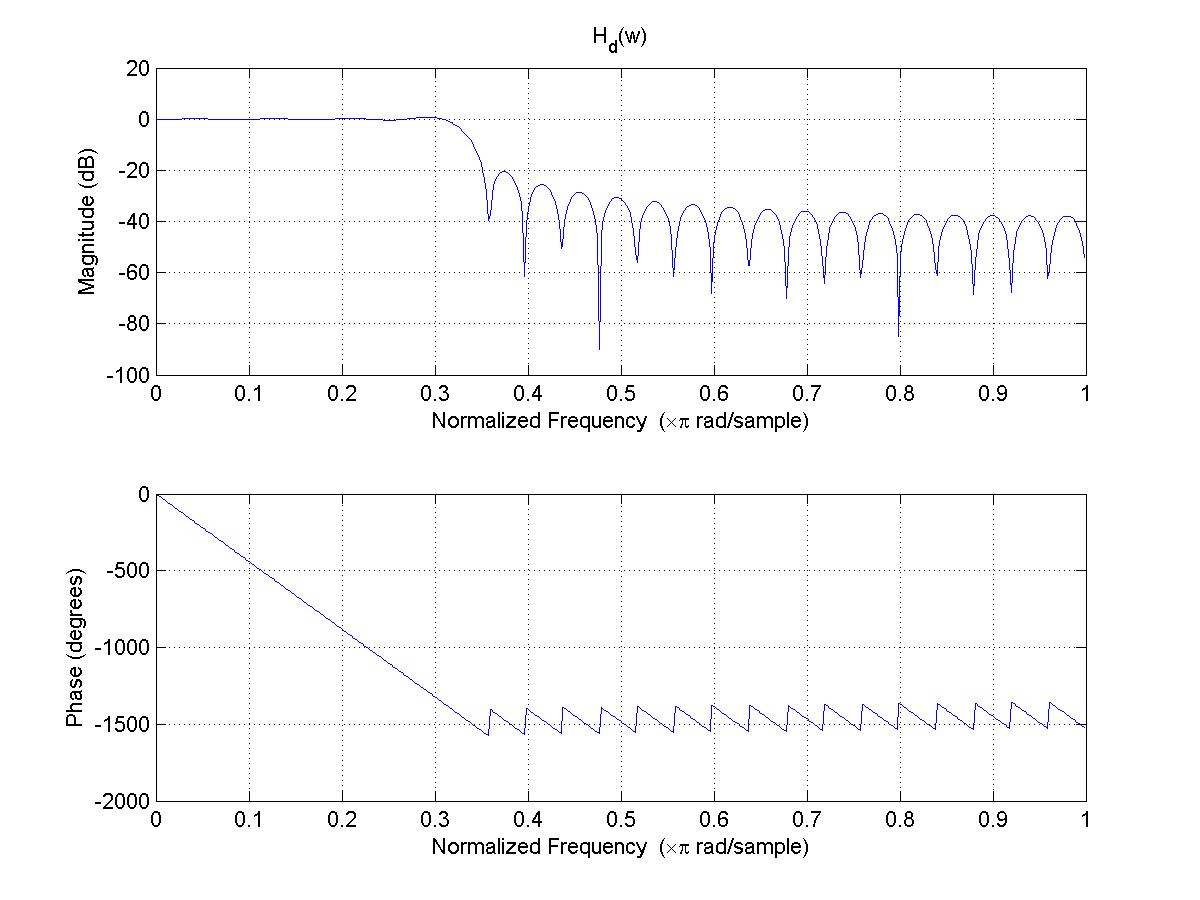 H_d(w)
20
0
-20
-40
-60
-80
-100
Magnitude (dB)
0 0.1 0.2 0.3 0.4 0.5 0.6 0.7 0.8 0.9 1
Normalized Frequency (×π rad/sample)
0
-500
-1000
-1500
-2000
Phase (degrees)
0 0.1 0.2 0.3 0.4 0.5 0.6 0.7 0.8 0.9 1
Normalized Frequency (×π rad/sample)